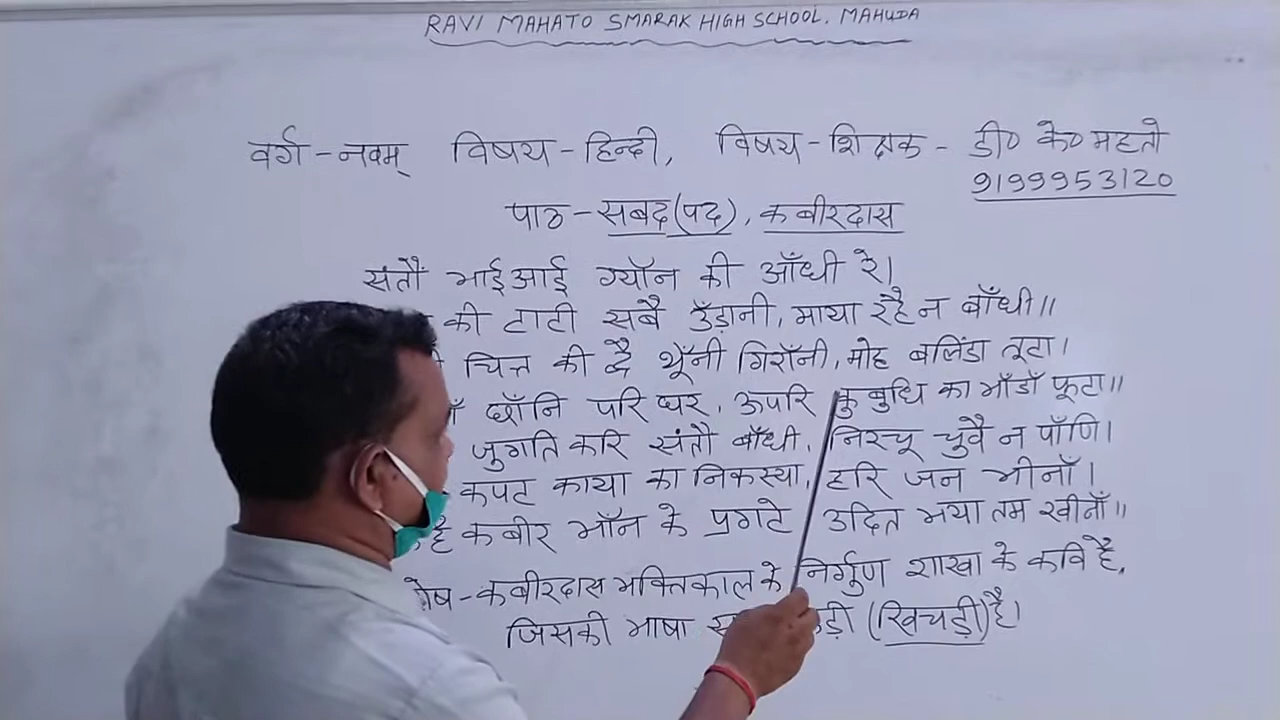 RAVI MAHATO SMARAK HIGH SCHOOL, MAHUDA
वर्ग - नवम् विषय - हिन्दी, विषय - शिक्षक - डी० के० महतो
9199953120
पाठ - सबद (पद), कबीरदास
संतौं भाई आई ग्याँन की आँधी रे।
की टाटी सबै उँड़ानी, माया रहै न बाँधी॥
चित्त की द्वै थूँनी गिराँनी, मोह बलिंडा तूटा।
छाँनि परि घर, ऊपरि कुबुधि का भाँडाँ फूटा॥
जुगति करि संतौ बाँधी, निरचू चुवै न पाँणि।
कपट काया का निकस्या, हरि जन भीनाँ।
कबीर भाँन के प्रगटे उदित भया तम खीनाँ॥
- कबीरदास भक्तिकाल के निर्गुण शाखा के कवि है,
जिसकी भाषा (खिचड़ी) है।